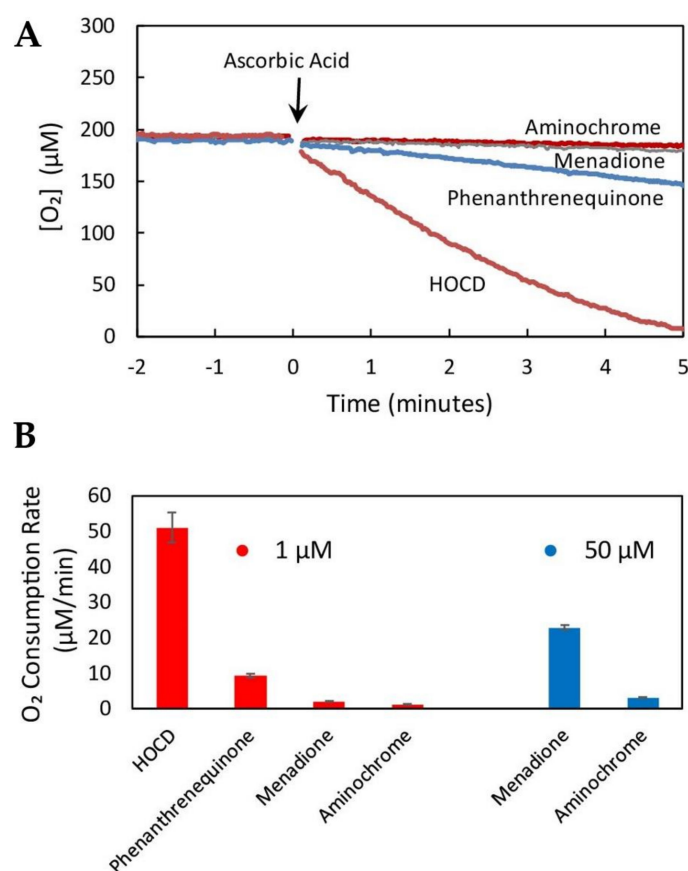 A
300
250
200
150
100
50
0
[O₂] (µM)
Ascorbic Acid
Aminochrome
Menadione
Phenanthrenequinone
HOCD
-2 -1 0 1 2 3 4 5
Time (minutes)
B
60
50
40
30
20
10
0
O₂ Consumption Rate
(µM/min)
1 µM
50 µM
HOCD
Phenanthrenequinone
Menadione
Aminochrome
Menadione
Aminochrome